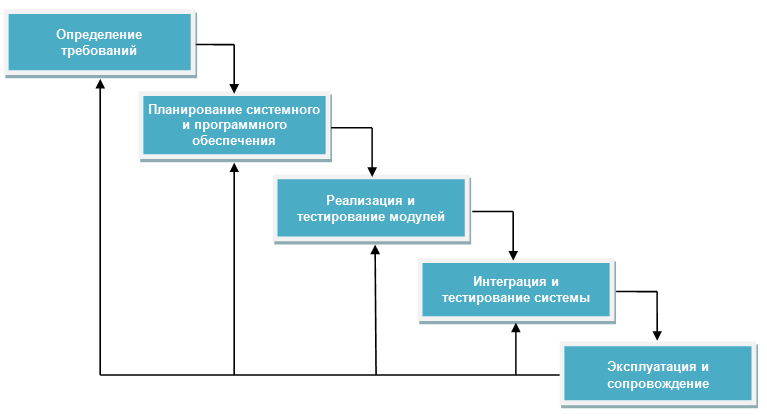 Определение
требований
Планирование системного
и программного
обеспечения
Реализация и
тестирование модулей
Интеграция и
тестирование системы
Эксплуатация и
сопровождение